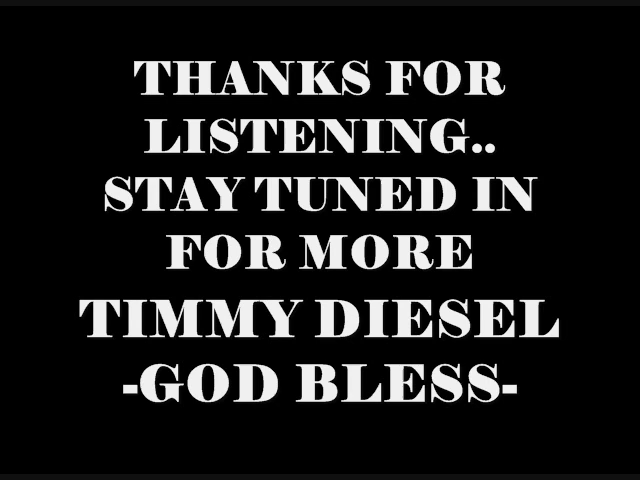 THANKS FOR
LISTENING..
STAY TUNED IN
FOR MORE
TIMMY DIESEL
-GOD BLESS-